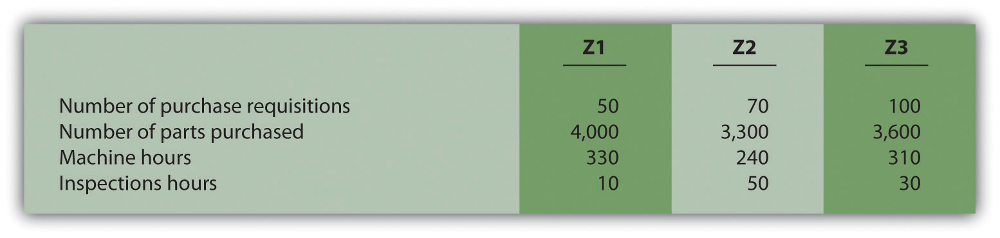 Z1 Z2 Z3
Number of purchase requisitions 50 70 100
Number of parts purchased 4,000 3,300 3,600
Machine hours 330 240 310
Inspections hours 10 50 30